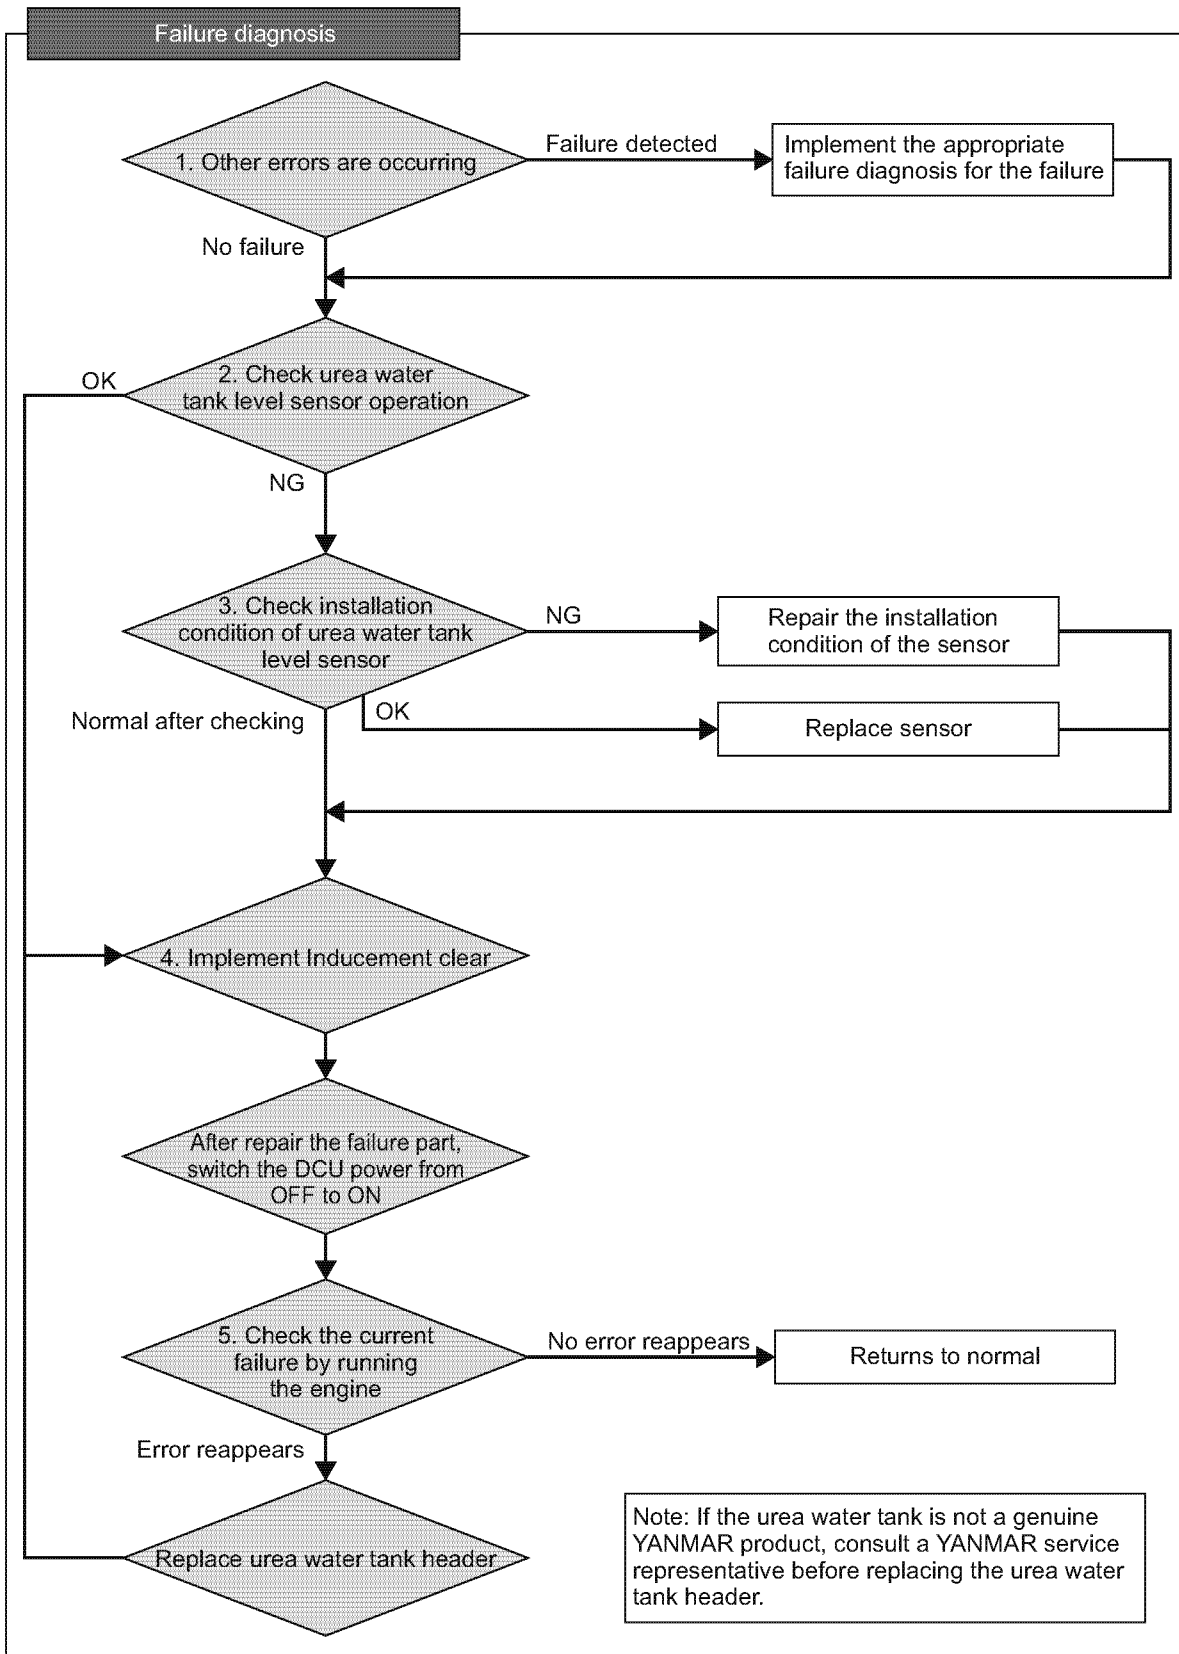 Failure diagnosis
1. Other errors are occurring
Failure detected
Implement the appropriate
failure diagnosis for the failure
No failure
OK
2. Check urea water
tank level sensor operation
NG
3. Check installation
condition of urea water tank
level sensor
NG
Repair the installation
condition of the sensor
Normal after checking
OK
Replace sensor
4. Implement Inducement clear
After repair the failure part,
switch the DCU power from
OFF to ON
5. Check the current
failure by running
the engine
No error reappears
Returns to normal
Error reappears
Replace urea water tank header
Note: If the urea water tank is not a genuine
YANMAR product, consult a YANMAR service
representative before replacing the urea water
tank header.